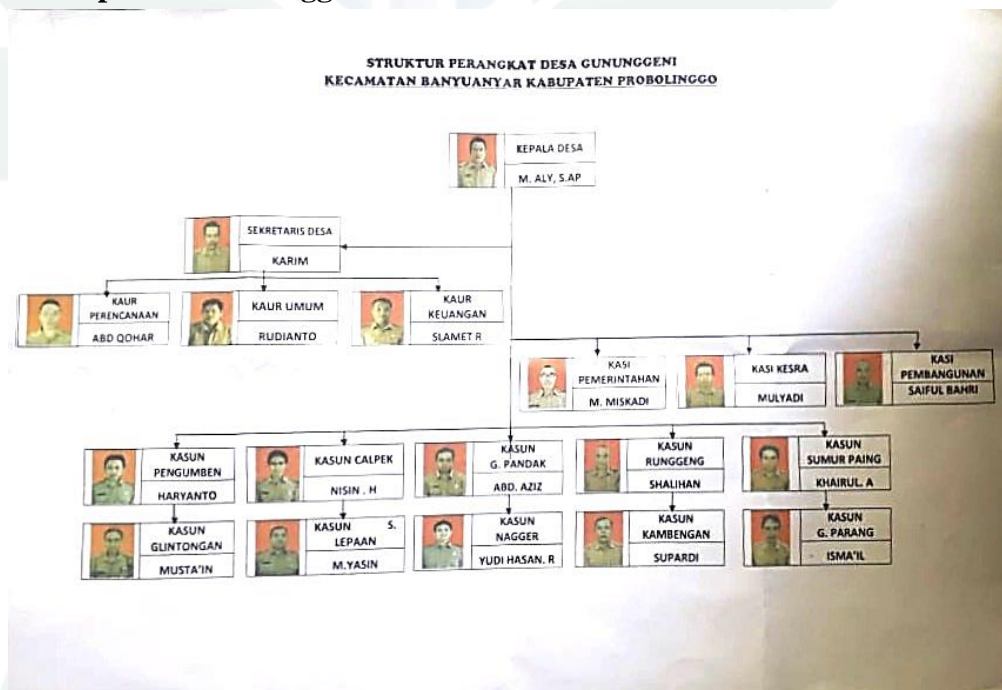 STRUKTUR PERANGKAT DESA GUNUNGGENI
KECAMATAN BANYUANYAR KABUPATEN PROBOLINGGO
KEPALA DESA
M. ALY, S.AP
SEKRETARIS DESA
KARIM
KAUR
PERENCANAAN
ABD QOHAR
KAUR UMUM
RUDIANTO
KAUR
KEUANGAN
SLAMET R
KASI
PEMERINTAHAN
M. MISKADI
KASI KESRA
MULYADI
KASI
PEMBANGUNAN
SAIFUL BAHRI
KASUN
PENGUMBEN
HARYANTO
KASUN CALPEK
NISIN . H
KASUN
G. PANDAK
ABD. AZIZ
KASUN
RUNGGENG
SHALIHAN
KASUN
SUMUR PAING
KHAIRUL. A
KASUN
GLINTONGAN
MUSTA'IN
KASUN S.
LEPAAN
M.YASIN
KASUN
NAGGER
YUDI HASAN. R
KASUN
KAMBENGAN
SUPARDI
KASUN
G. PARANG
ISMA'IL